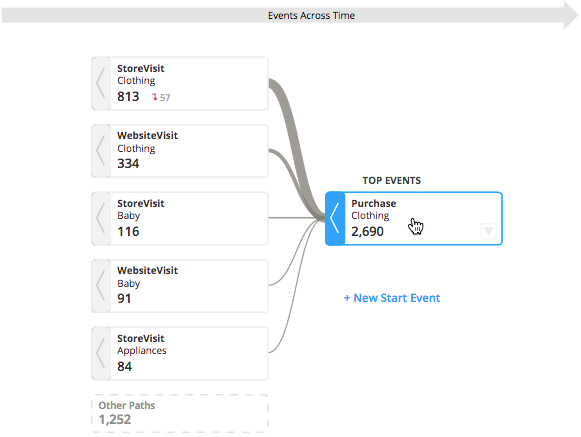 Events Across Time
StoreVisit
Clothing
813 57
WebsiteVisit
Clothing
334
StoreVisit
Baby
116
WebsiteVisit
Baby
91
StoreVisit
Appliances
84
Other Paths
1,252
TOP EVENTS
Purchase
Clothing
2,690
+ New Start Event